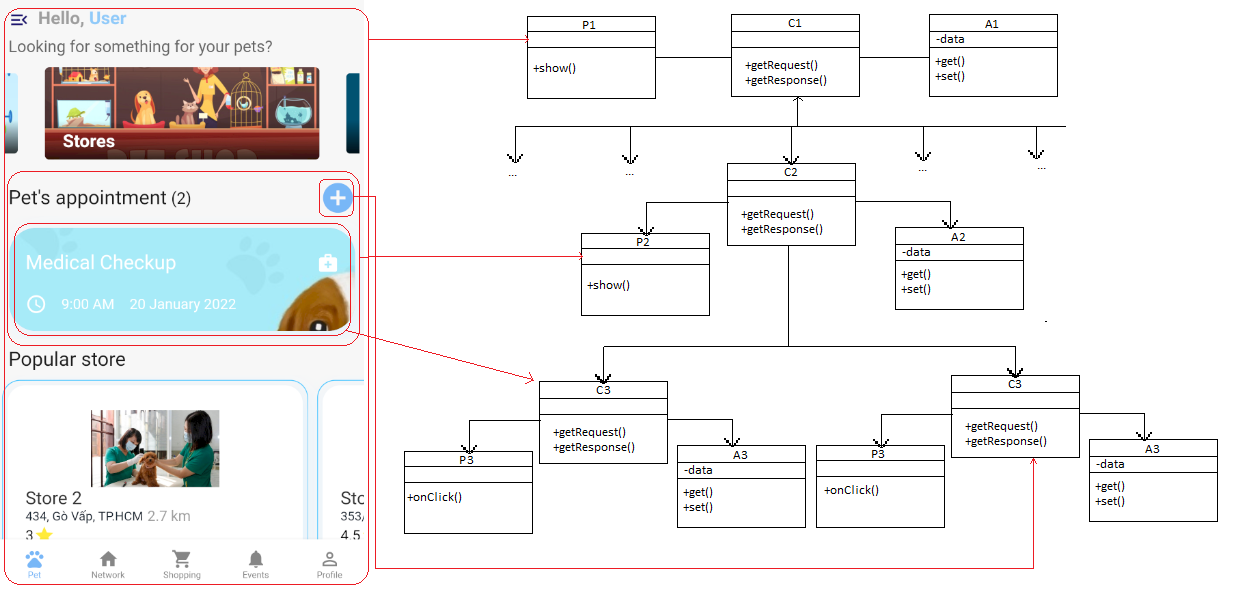 Hello, User
Looking for something for your pets?
Stores
Pet's appointment (2)
Medical Checkup
9:00 AM 20 January 2022
Popular store
Store 2
434, Gò Vấp, TP.HCM 2.7 km
3
Sto
353,
4.5
Pet
Network
Shopping
Events
Profile
P1
+show()
C1
+getRequest()
+getResponse()
A1
-data
+get()
+set()
...
...
...
...
C2
+getRequest()
+getResponse()
P2
+show()
A2
-data
+get()
+set()
C3
+getRequest()
+getResponse()
P3
+onClick()
A3
-data
+get()
+set()
C3
+getRequest()
+getResponse()
P3
+onClick()
A3
-data
+get()
+set()